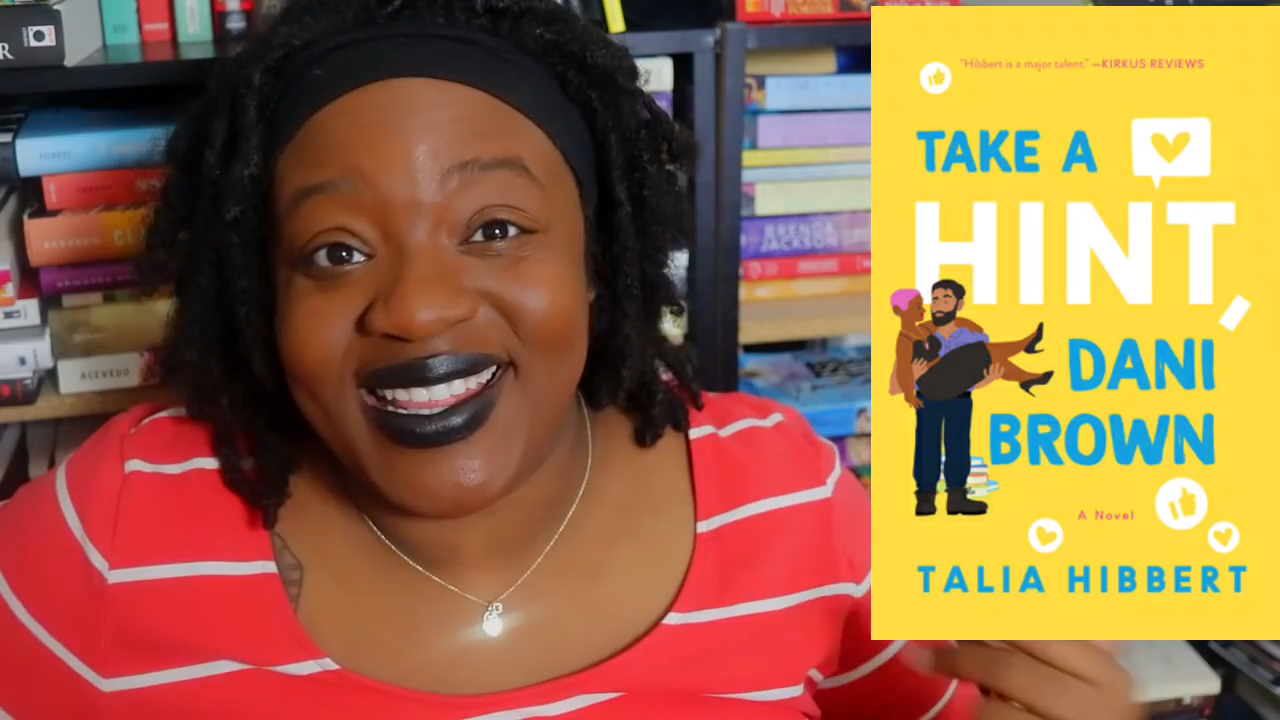 "Hibbert is a major talent." —KIRKUS REVIEWS
TAKE A
HINT,
DANI
BROWN
A Novel
TALIA HIBBERT
ACEVEDO
BRENDA
JACKSON